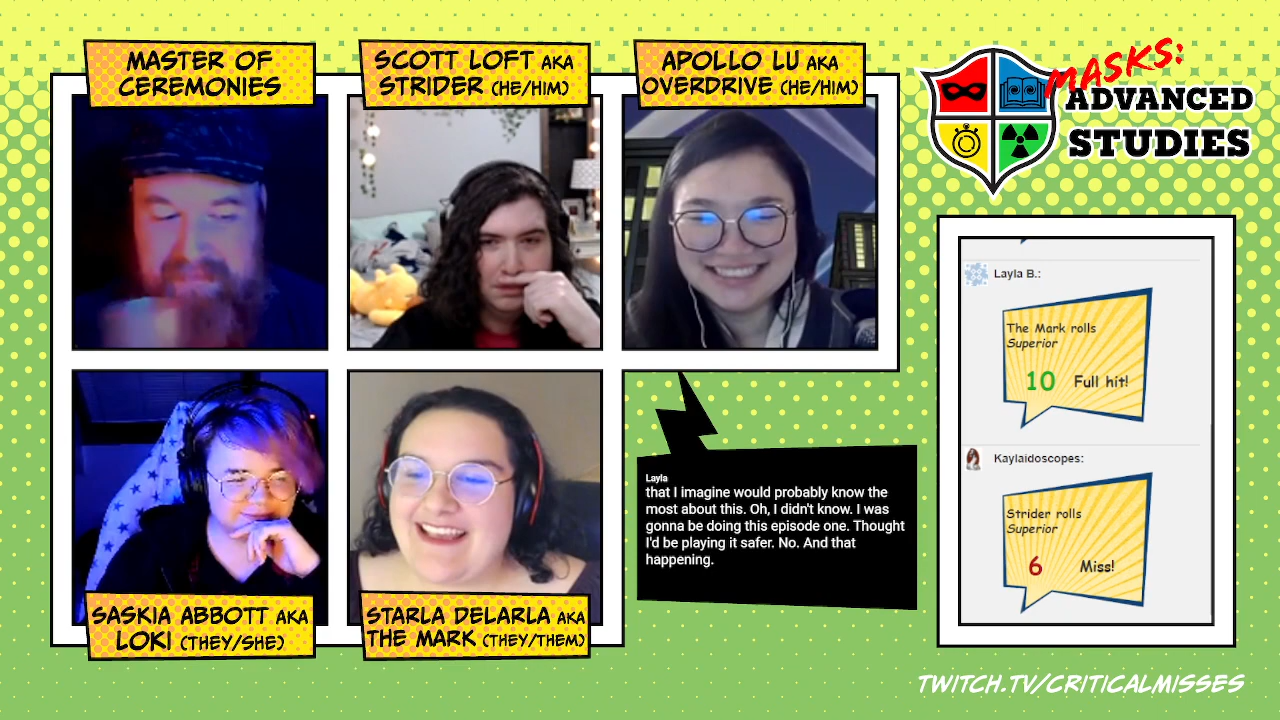 MASTER OF
CEREMONIES
SCOTT LOFT AKA
STRIDER (HE/HIM)
APOLLO LU AKA
OVERDRIVE (HE/HIM)
MASKS:
ADVANCED
STUDIES
Layla B.:
The Mark rolls
Superior
10 Full hit!
Kaylaidoscopes:
Strider rolls
Superior
6 Miss!
SASKIA ABBOTT AKA
LOKI (THEY/SHE)
STARLA DELARLA AKA
THE MARK (THEY/THEM)
Layla
that I imagine would probably know the
most about this. Oh, I didn't know. I was
gonna be doing this episode one. Thought
I'd be playing it safer. No. And that
happening.
TWITCH.TV/CRITICALMISSES